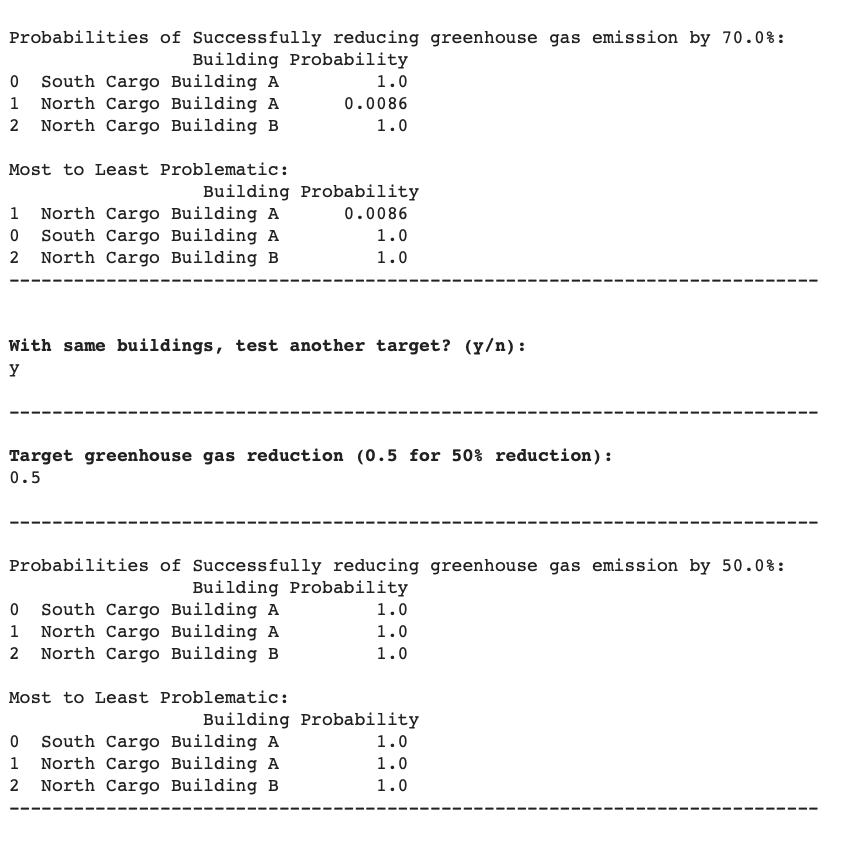 Probabilities of Successfully reducing greenhouse gas emission by 70.0%:
Building Probability
0 South Cargo Building A 1.0
1 North Cargo Building A 0.0086
2 North Cargo Building B 1.0
Most to Least Problematic:
Building Probability
1 North Cargo Building A 0.0086
0 South Cargo Building A 1.0
2 North Cargo Building B 1.0
---------------------------------------------------------------------------
With same buildings, test another target? (y/n):
y
---------------------------------------------------------------------------
Target greenhouse gas reduction (0.5 for 50% reduction):
0.5
---------------------------------------------------------------------------
Probabilities of Successfully reducing greenhouse gas emission by 50.0%:
Building Probability
0 South Cargo Building A 1.0
1 North Cargo Building A 1.0
2 North Cargo Building B 1.0
Most to Least Problematic:
Building Probability
0 South Cargo Building A 1.0
1 North Cargo Building A 1.0
2 North Cargo Building B 1.0
---------------------------------------------------------------------------